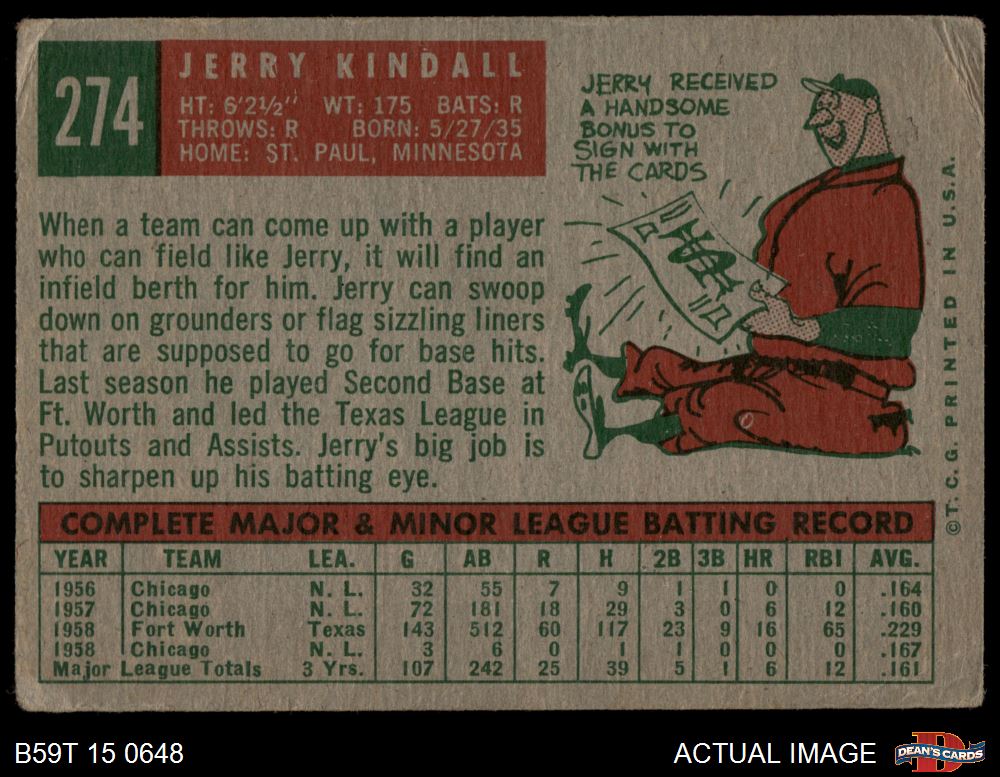 274
JERRY KINDALL
HT: 6'2½" WT: 175 BATS: R
THROWS: R BORN: 5/27/35
HOME: ST. PAUL, MINNESOTA
JERRY RECEIVED
A HANDSOME
BONUS TO
SIGN WITH
THE CARDS
When a team can come up with a player
who can field like Jerry, it will find an
infield berth for him. Jerry can swoop
down on grounders or flag sizzling liners
that are supposed to go for base hits.
Last season he played Second Base at
Ft. Worth and led the Texas League in
Putouts and Assists. Jerry's big job is
to sharpen up his batting eye.
©T. C. G. PRINTED IN U.S.A.
COMPLETE MAJOR & MINOR LEAGUE BATTING RECORD
YEAR TEAM LEA. G AB R H 2B 3B HR RBI AVG.
1956 Chicago N. L. 32 55 7 9 1 1 0 0 .164
1957 Chicago N. L. 72 181 18 29 3 0 6 12 .160
1958 Fort Worth Texas 143 512 60 117 23 9 16 65 .229
1958 Chicago N. L. 3 6 0 1 1 0 0 0 .167
Major League Totals 3 Yrs. 107 242 25 39 5 1 6 12 .161
B59T 15 0648
ACTUAL IMAGE
DEAN'S CARDS